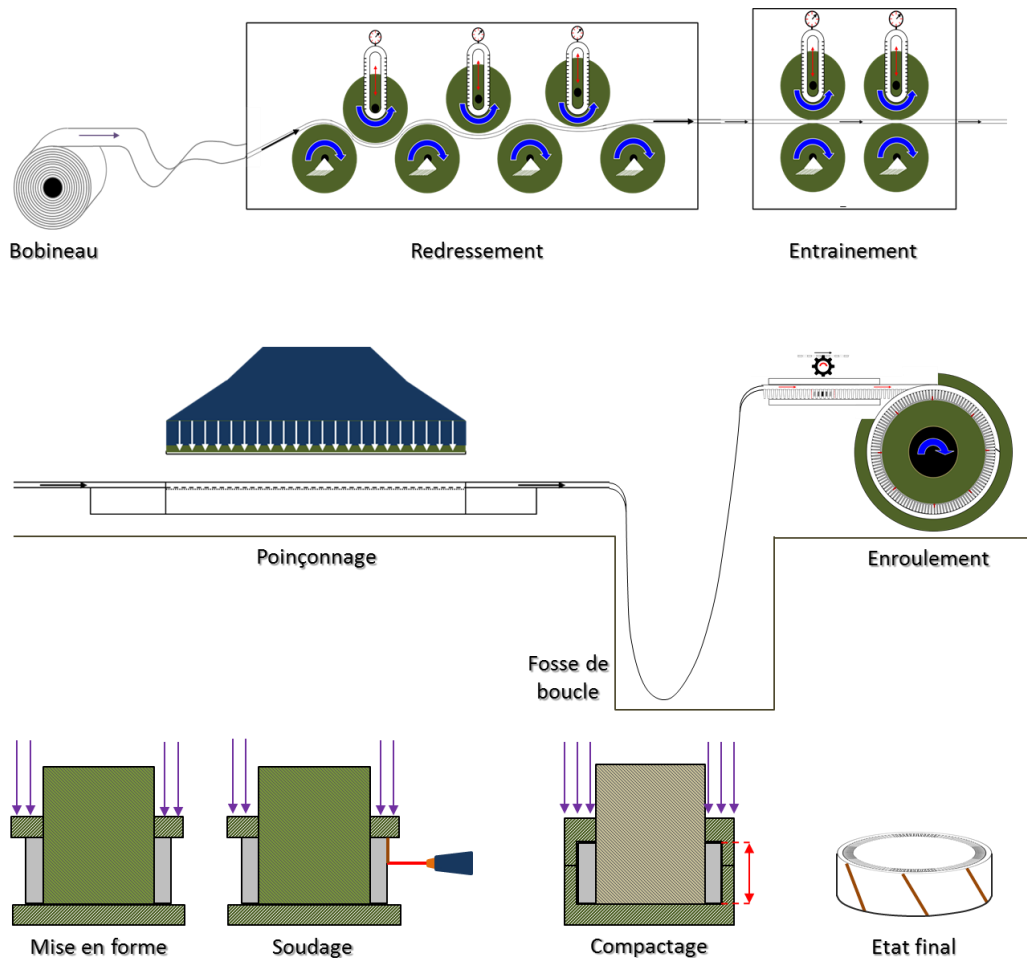 Bobineau
Redressement
Entrainement
Poinçonnage
Enroulement
Fosse de
boucle
Mise en forme
Soudage
Compactage
Etat final